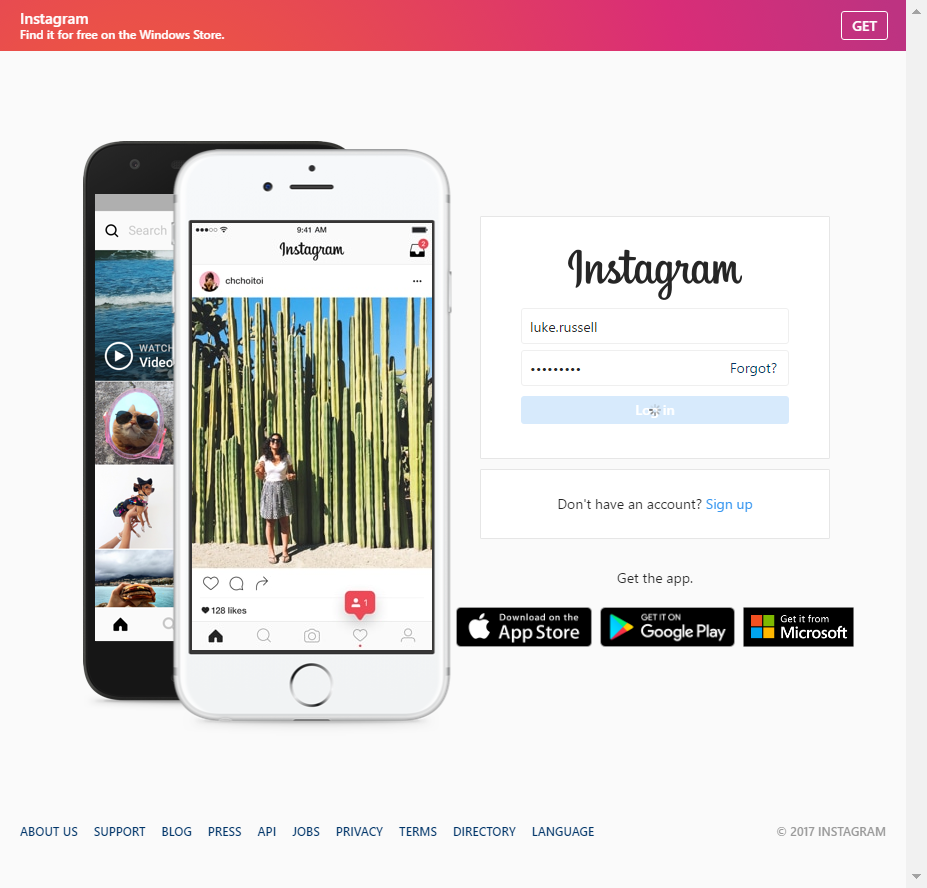 Instagram
Find it for free on the Windows Store.
GET
Search
WATCH
Video
9:41 AM
Instagram
2
chchoitoi
128 likes
1
Instagram
luke.russell
•••••••••
Forgot?
Log in
Don't have an account? Sign up
Get the app.
Download on the
App Store
GET IT ON
Google Play
Get it from
Microsoft
ABOUT US SUPPORT BLOG PRESS API JOBS PRIVACY TERMS DIRECTORY LANGUAGE © 2017 INSTAGRAM